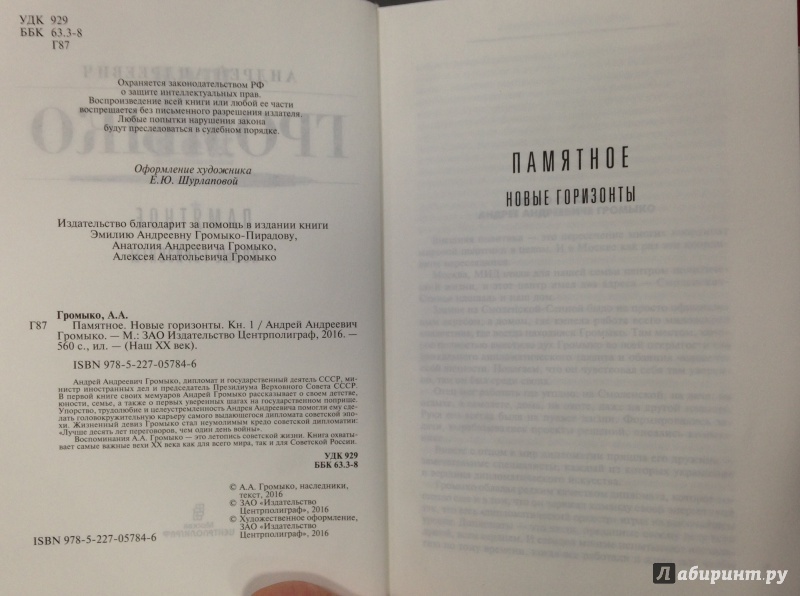 УДК 929
ББК 63.3-8
Г87
Охраняется законодательством РФ
о защите интеллектуальных прав.
Воспроизведение всей книги или любой ее части
воспрещается без письменного разрешения издателя.
Любые попытки нарушения закона
будут преследоваться в судебном порядке.
Оформление художника
Е.Ю. Шурлаповой
Издательство благодарит за помощь в издании книги
Эмилию Андреевну Громыко-Пирадову,
Анатолия Андреевича Громыко,
Алексея Анатольевича Громыко
Громыко, А.А.
Г87 Памятное. Новые горизонты. Кн. 1 / Андрей Андреевич
Громыко. — М.: ЗАО Издательство Центрполиграф, 2016. —
560 с., ил. — (Наш XX век).
ISBN 978-5-227-05784-6
Андрей Андреевич Громыко, дипломат и государственный деятель СССР, ми-
нистр иностранных дел и председатель Президиума Верховного Совета СССР.
В первой книге своих мемуаров Андрей Громыко рассказывает о своем детстве,
юности, семье, а также о первых уверенных шагах на государственном поприще.
Упорство, трудолюбие и целеустремленность Андрея Андреевича помогли ему сде-
лать головокружительную карьеру самого выдающегося дипломата советской эпо-
хи. Жизненный девиз Громыко стал неумолимым кредо советской дипломатии:
«Лучше десять лет переговоров, чем один день войны».
Воспоминания А.А. Громыко — это летопись советской жизни. Книга охваты-
вает самые важные вехи XX века как для всего мира, так и для Советской России.
УДК 929
ББК 63.3-8
© А.А. Громыко, наследники,
текст, 2016
© ЗАО «Издательство
Центрполиграф», 2016
© Художественное оформление,
ЗАО «Издательство
Центрполиграф», 2016
ISBN 978-5-227-05784-6
ПАМЯТНОЕ
НОВЫЕ ГОРИЗОНТЫ
Лабиринт.ру